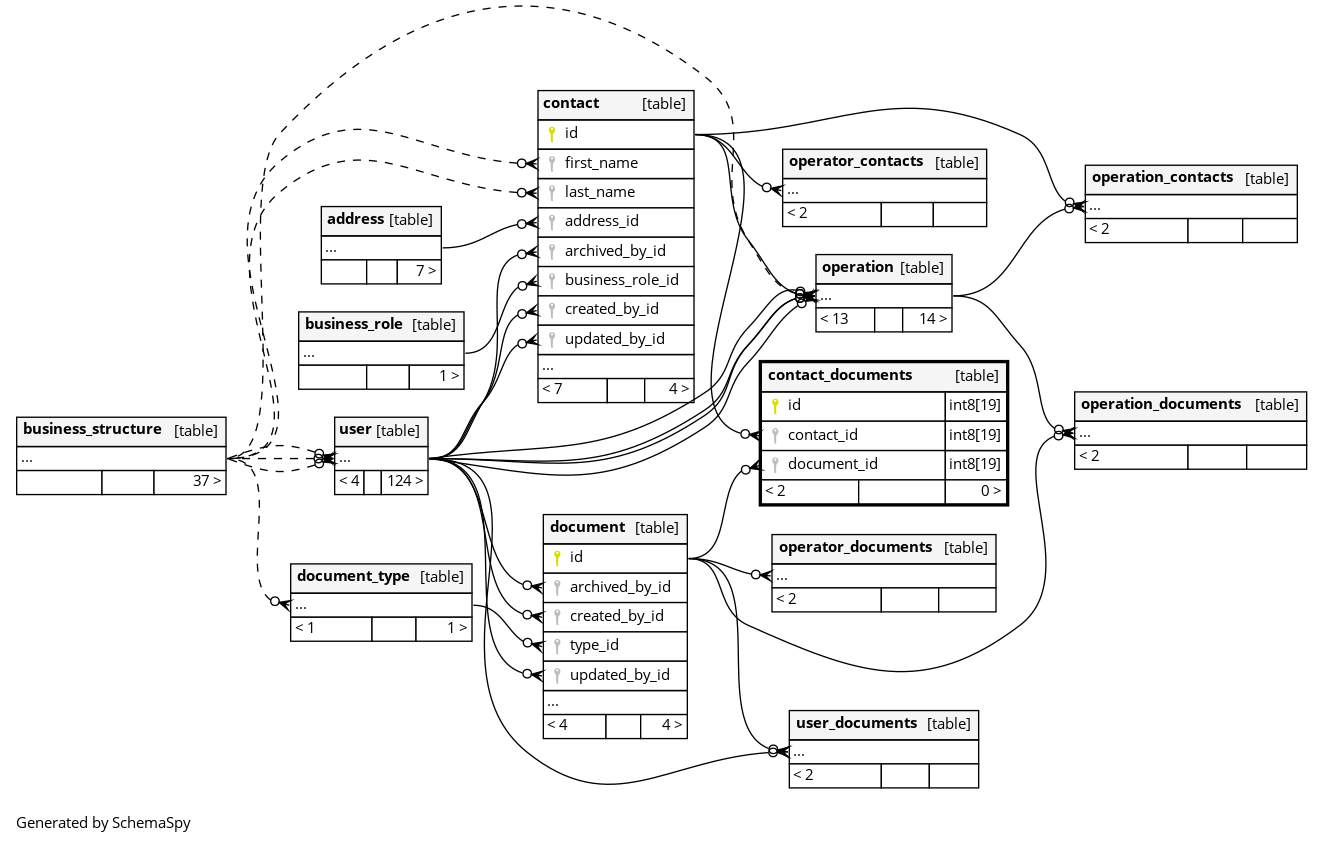 contact [table]
id
first_name
last_name
address_id
archived_by_id
business_role_id
created_by_id
updated_by_id
...
< 7 4 >
operator_contacts [table]
...
< 2
operation_contacts [table]
...
< 2
address [table]
...
7 >
operation [table]
...
< 13 14 >
business_role [table]
...
1 >
contact_documents [table]
id int8[19]
contact_id int8[19]
document_id int8[19]
< 2 0 >
operation_documents [table]
...
< 2
business_structure [table]
...
37 >
user [table]
...
< 4 124 >
document [table]
id
archived_by_id
created_by_id
type_id
updated_by_id
...
< 4 4 >
operator_documents [table]
...
< 2
document_type [table]
...
< 1 1 >
user_documents [table]
...
< 2
Generated by SchemaSpy